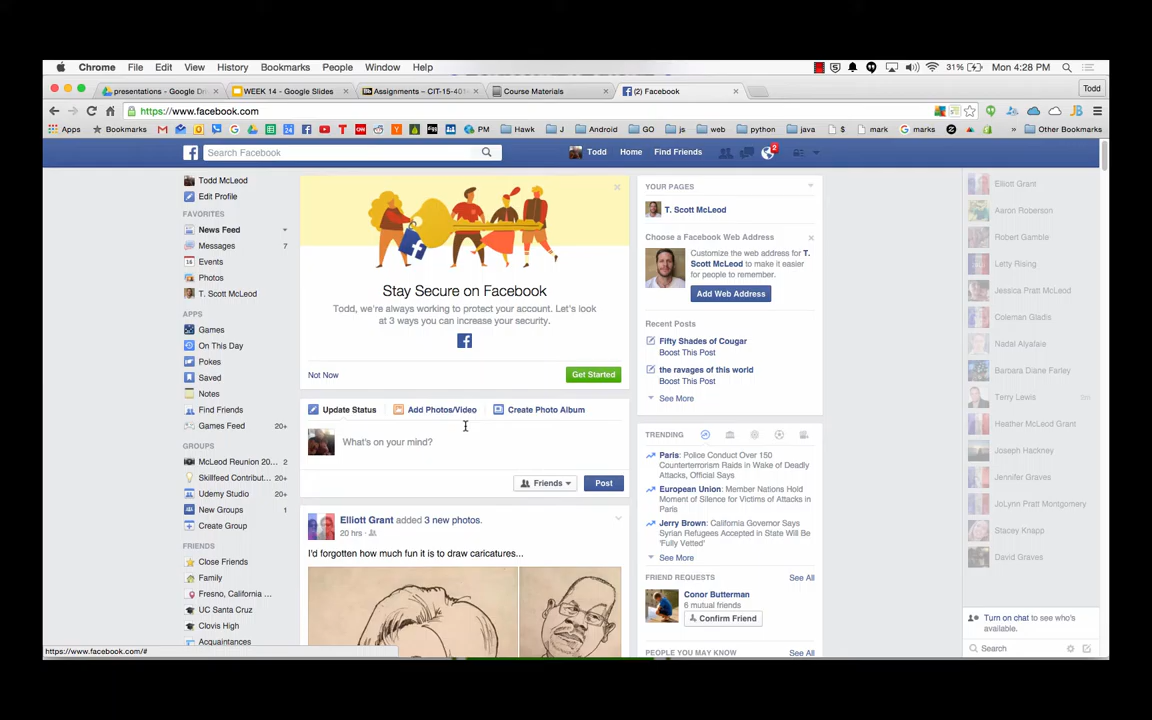 Chrome File Edit View History Bookmarks People Window Help
31% Mon 4:28 PM
presentations - Google Dri
WEEK 14 - Google Slides
Assignments – CIT-15-401
Course Materials
(2) Facebook
Todd
https://www.facebook.com
Apps Bookmarks PM Hawk J Android GO js web python java $ mark marks » Other Bookmarks
Search Facebook
Todd Home Find Friends 2
Todd McLeod
Edit Profile
FAVORITES
News Feed
Messages 7
Events
Photos
T. Scott McLeod
APPS
Games
On This Day
Pokes
Saved
Notes
Find Friends
Games Feed 20+
GROUPS
McLeod Reunion 20... 2
Skillfeed Contribut... 20+
Udemy Studio 20+
New Groups 1
Create Group
FRIENDS
Close Friends
Family
Fresno, California ...
UC Santa Cruz
Clovis High
Acquaintances
https://www.facebook.com/#
Stay Secure on Facebook
Todd, we're always working to protect your account. Let's look
at 3 ways you can increase your security.
Not Now
Get Started
Update Status Add Photos/Video Create Photo Album
What's on your mind?
Friends Post
Elliott Grant added 3 new photos.
20 hrs ·
I'd forgotten how much fun it is to draw caricatures...
YOUR PAGES
T. Scott McLeod
Choose a Facebook Web Address
Customize the web address for T.
Scott McLeod to make it easier
for people to remember.
Add Web Address
Recent Posts
Fifty Shades of Cougar
Boost This Post
the ravages of this world
Boost This Post
See More
TRENDING
Paris: Police Conduct Over 150
Counterterrorism Raids in Wake of Deadly
Attacks, Official Says
European Union: Member Nations Hold
Moment of Silence for Victims of Attacks in
Paris
Jerry Brown: California Governor Says
Syrian Refugees Accepted in State Will Be
'Fully Vetted'
See More
FRIEND REQUESTS See All
Conor Butterman
6 mutual friends
Confirm Friend
PEOPLE YOU MAY KNOW See All
Elliott Grant
Aaron Roberson
Robert Gamble
Letty Rising
Jessica Pratt McLeod
Coleman Gladis
Nadal Alyafaie
Barbara Diane Farley
Terry Lewis
Heather McLeod Grant
Joseph Hackney
Jennifer Graves
JoLynn Pratt Montgomery
Stacey Knapp
David Graves
Turn on chat to see who's
available.
Search